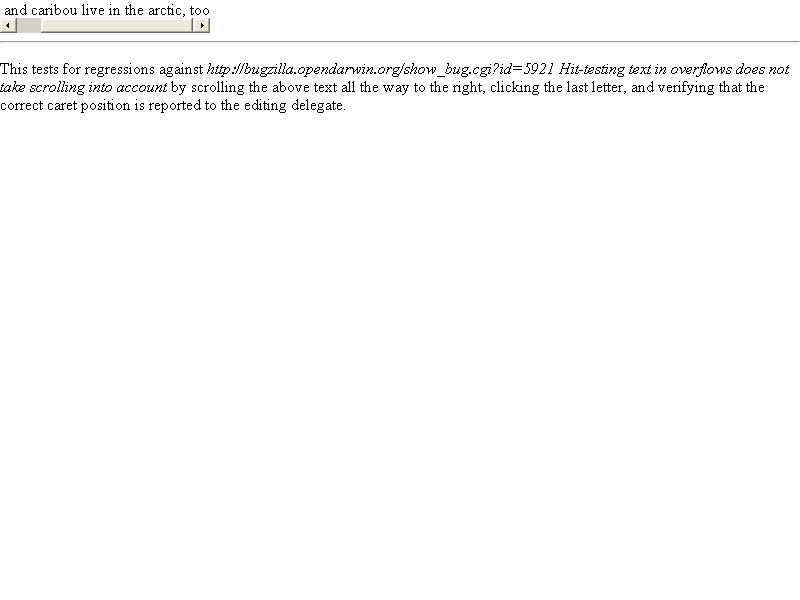 and caribou live in the arctic, too
This tests for regressions against http://bugzilla.opendarwin.org/show_bug.cgi?id=5921 Hit-testing text in overflows does not
take scrolling into account by scrolling the above text all the way to the right, clicking the last letter, and verifying that the
correct caret position is reported to the editing delegate.